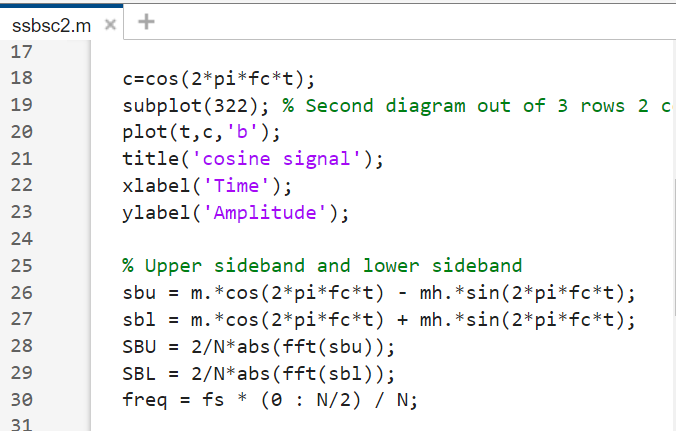 ssbsc2.m × +
17
18 c=cos(2*pi*fc*t);
19 subplot(322); % Second diagram out of 3 rows 2 c
20 plot(t,c,'b');
21 title('cosine signal');
22 xlabel('Time');
23 ylabel('Amplitude');
24
25 % Upper sideband and lower sideband
26 sbu = m.*cos(2*pi*fc*t) - mh.*sin(2*pi*fc*t);
27 sbl = m.*cos(2*pi*fc*t) + mh.*sin(2*pi*fc*t);
28 SBU = 2/N*abs(fft(sbu));
29 SBL = 2/N*abs(fft(sbl));
30 freq = fs * (0 : N/2) / N;
31